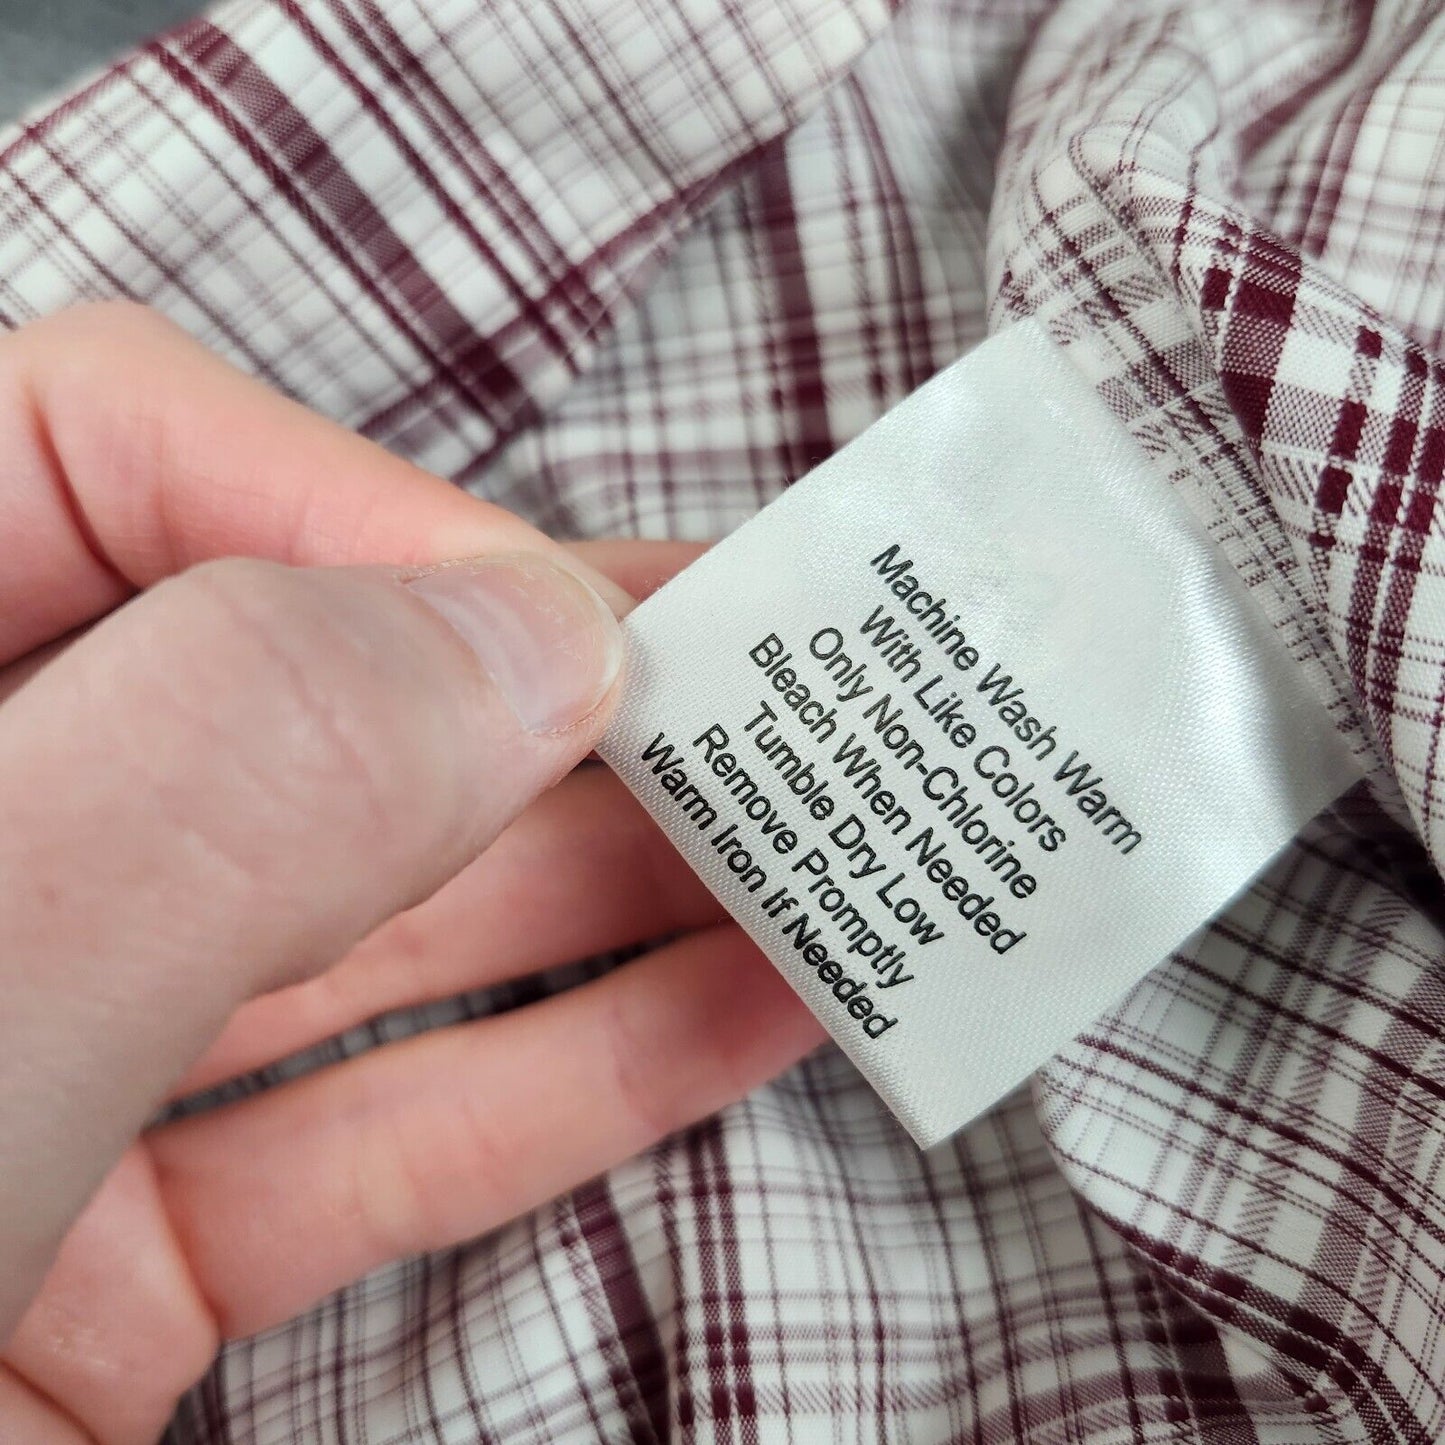 Machine Wash Warm
With Like Colors
Only Non-Chlorine
Bleach When Needed
Tumble Dry Low
Remove Promptly
Warm Iron If Needed